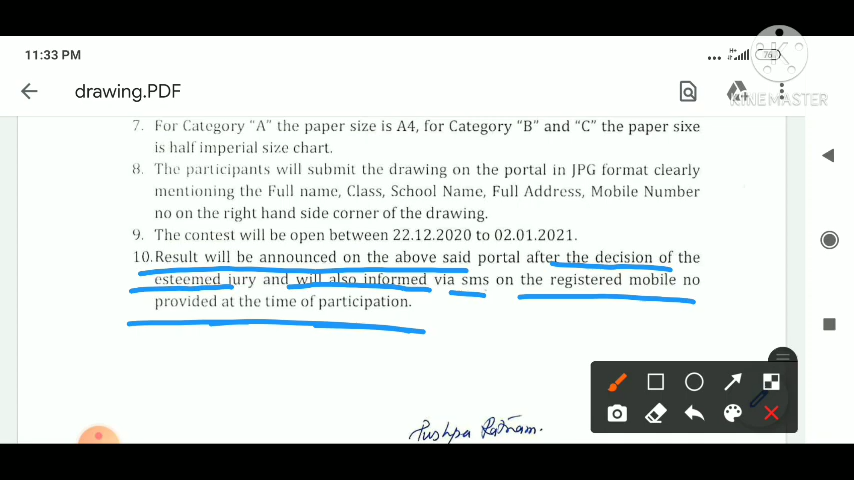 11:33 PM
76
drawing.PDF
KINEMASTER
7. For Category "A" the paper size is A4, for Category "B" and "C" the paper sixe
is half imperial size chart.
8. The participants will submit the drawing on the portal in JPG format clearly
mentioning the Full name, Class, School Name, Full Address, Mobile Number
no on the right hand side corner of the drawing.
9. The contest will be open between 22.12.2020 to 02.01.2021.
10.Result will be announced on the above said portal after the decision of the
esteemed jury and will also informed via sms on the registered mobile no
provided at the time of participation.
Pushpa Ratnam.